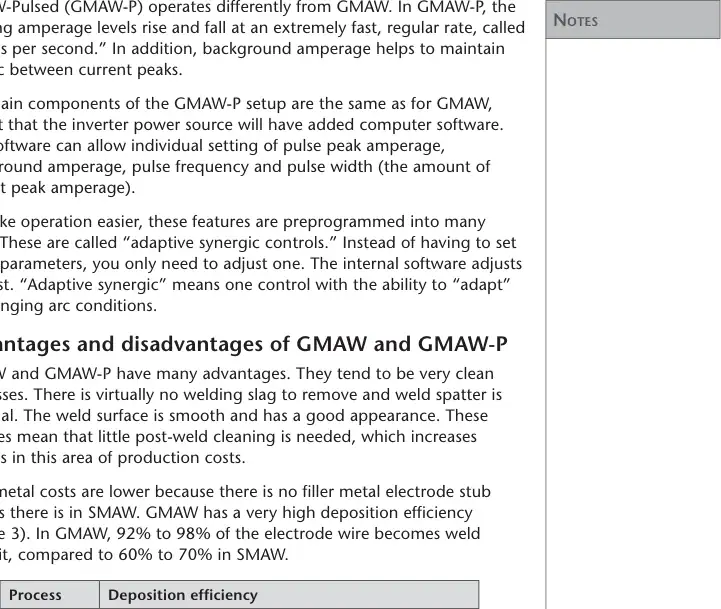 W-Pulsed (GMAW-P) operates differently from GMAW. In GMAW-P, the
g amperage levels rise and fall at an extremely fast, regular rate, called
s per second.” In addition, background amperage helps to maintain
c between current peaks.
ain components of the GMAW-P setup are the same as for GMAW,
t that the inverter power source will have added computer software.
oftware can allow individual setting of pulse peak amperage,
round amperage, pulse frequency and pulse width (the amount of
t peak amperage).
ke operation easier, these features are preprogrammed into many
These are called “adaptive synergic controls.” Instead of having to set
parameters, you only need to adjust one. The internal software adjusts
st. “Adaptive synergic” means one control with the ability to “adapt”
nging arc conditions.
antages and disadvantages of GMAW and GMAW-P
W and GMAW-P have many advantages. They tend to be very clean
sses. There is virtually no welding slag to remove and weld spatter is
al. The weld surface is smooth and has a good appearance. These
es mean that little post-weld cleaning is needed, which increases
s in this area of production costs.
metal costs are lower because there is no filler metal electrode stub
s there is in SMAW. GMAW has a very high deposition efficiency
e 3). In GMAW, 92% to 98% of the electrode wire becomes weld
it, compared to 60% to 70% in SMAW.
Process Deposition efficiency
NOTES